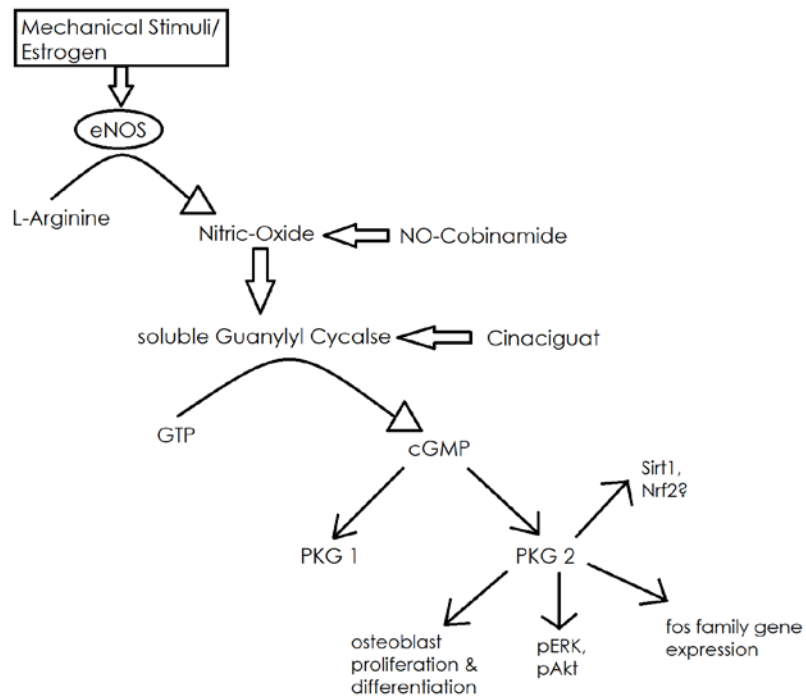 Mechanical Stimuli/
Estrogen
eNOS
L-Arginine
Nitric-Oxide
NO-Cobinamide
soluble Guanylyl Cycalse
Cinaciguat
GTP
cGMP
Sirt1,
Nrf2?
PKG 1
PKG 2
osteoblast
proliferation &
differentiation
pERK,
pAkt
fos family gene
expression